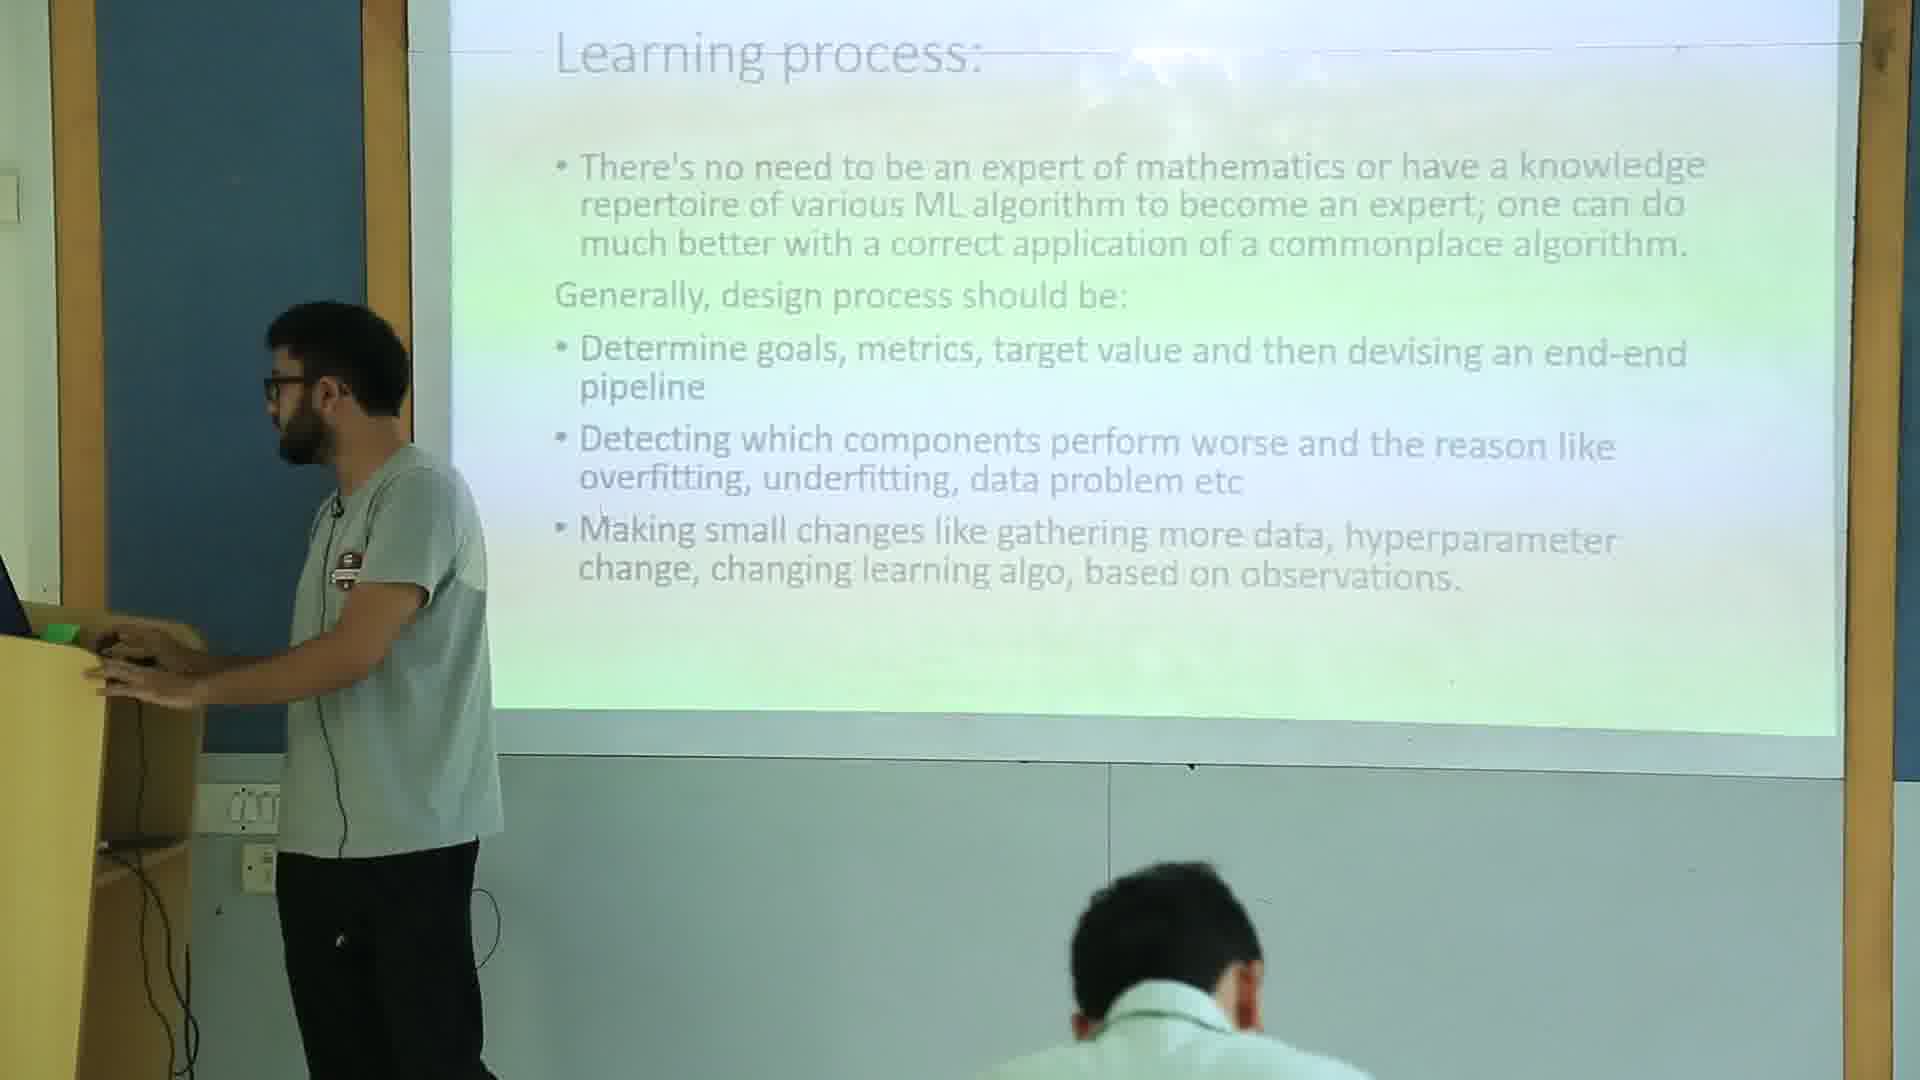 Learning process:
• There's no need to be an expert of mathematics or have a knowledge
repertoire of various ML algorithm to become an expert; one can do
much better with a correct application of a commonplace algorithm.
Generally, design process should be:
• Determine goals, metrics, target value and then devising an end-end
pipeline
• Detecting which components perform worse and the reason like
overfitting, underfitting, data problem etc
• Making small changes like gathering more data, hyperparameter
change, changing learning algo, based on observations.